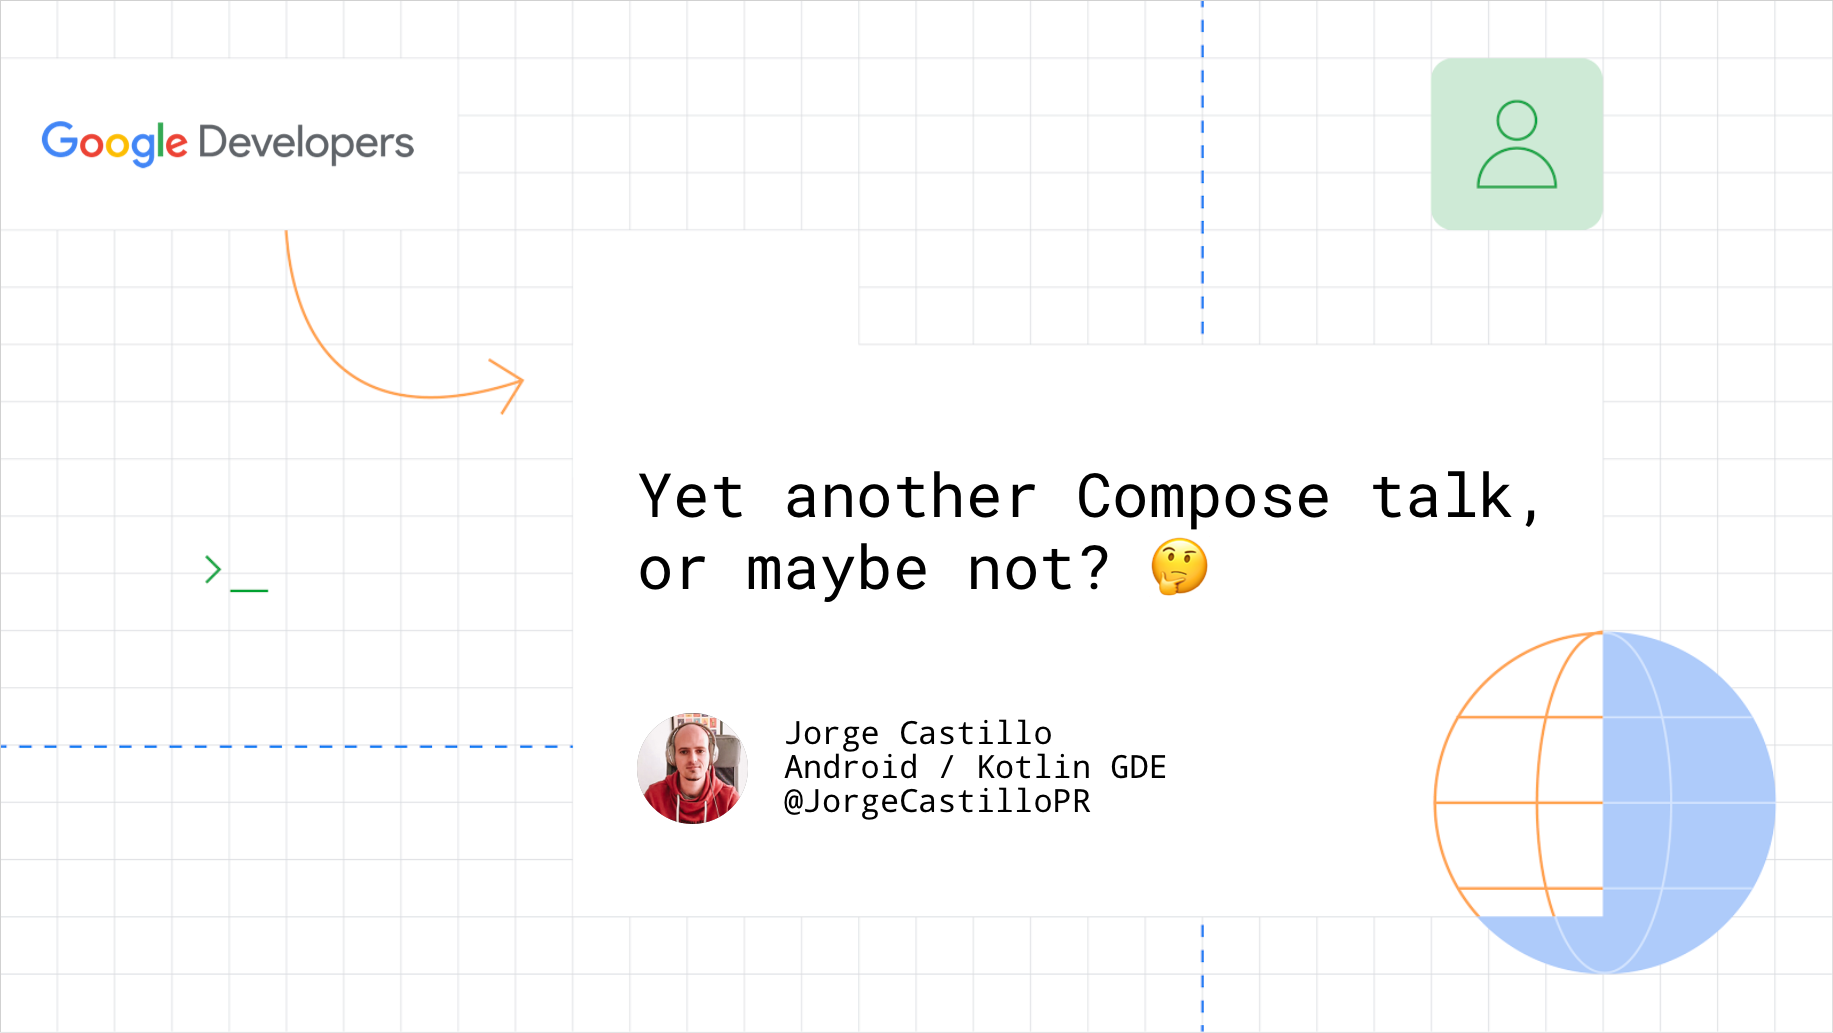 Google Developers
Yet another Compose talk,
or maybe not? 🤔
Jorge Castillo
Android / Kotlin GDE
@JorgeCastilloPR
>_